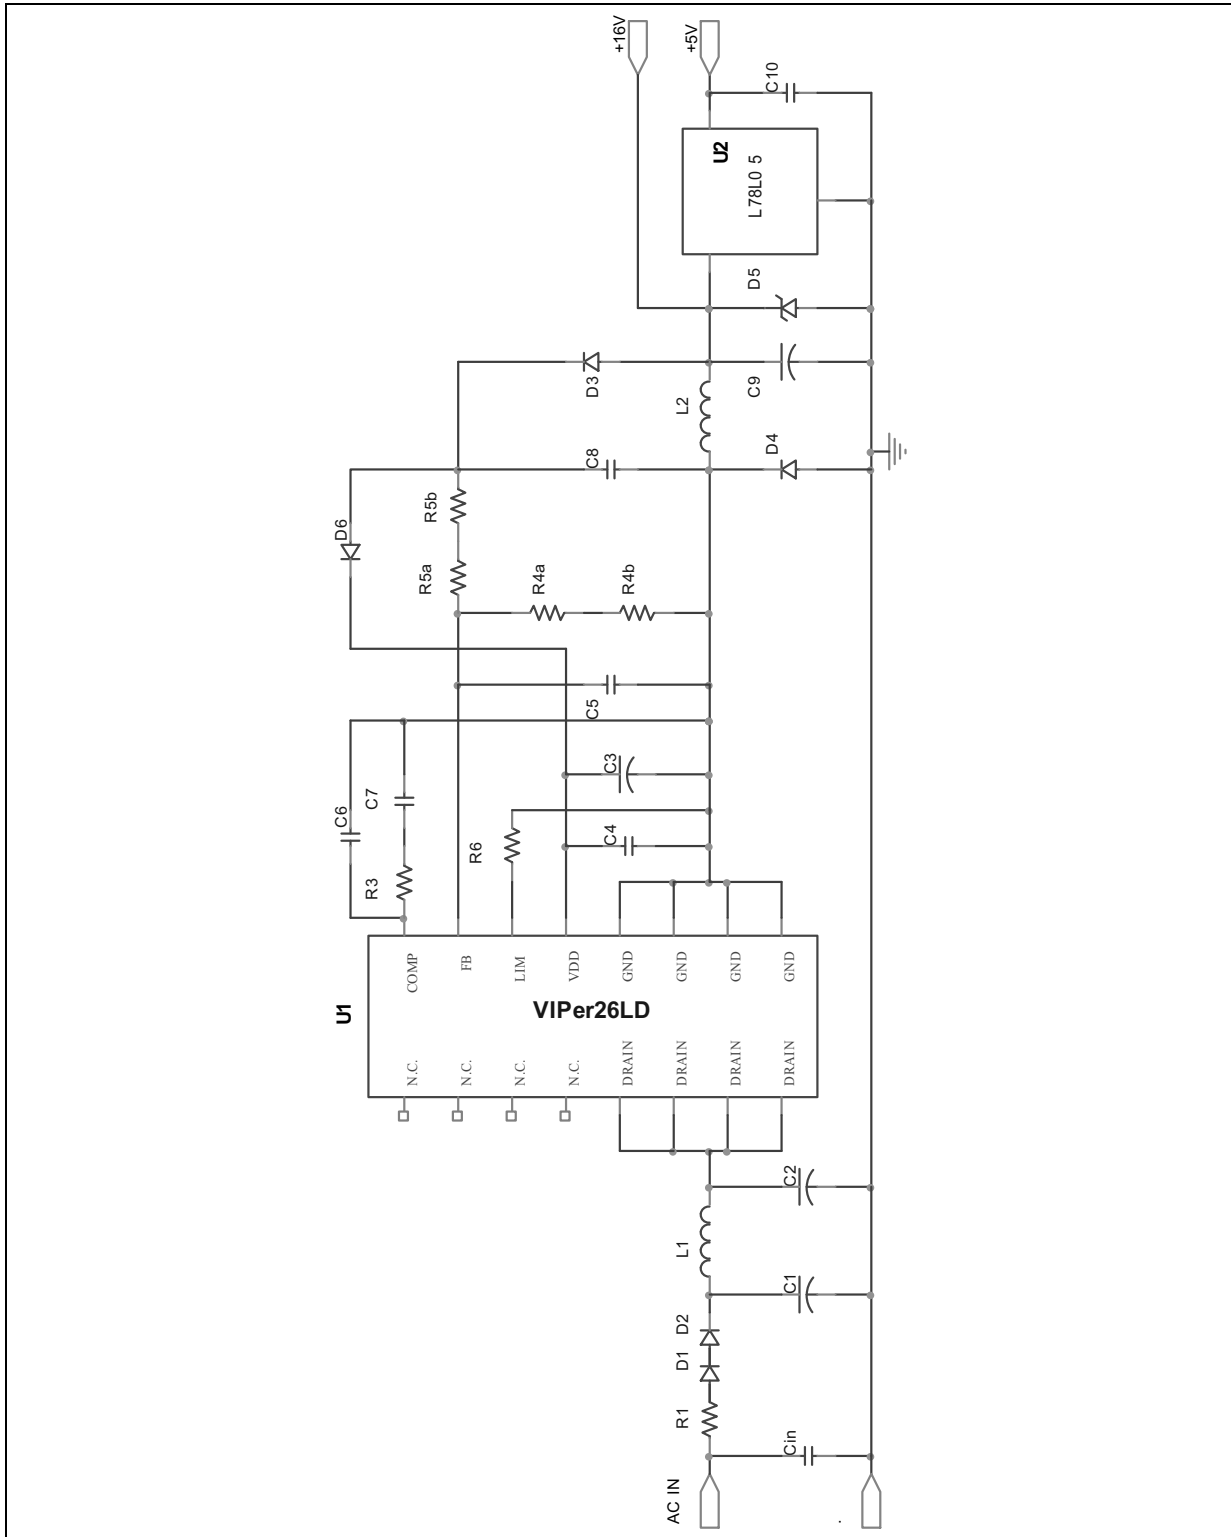 +16V
+5V
C10
U2
L78L0 5
D5
D3
C9
L2
D4
C8
R5b
D6
R5a
R4a
R4b
C5
C3
C6
C7
R6
C4
R3
COMP
FB
LIM
VDD
GND
GND
GND
GND
U1
VIPer26LD
N.C.
N.C.
N.C.
N.C.
DRAIN
DRAIN
DRAIN
DRAIN
C2
L1
C1
D2
D1
R1
Cin
AC IN
.